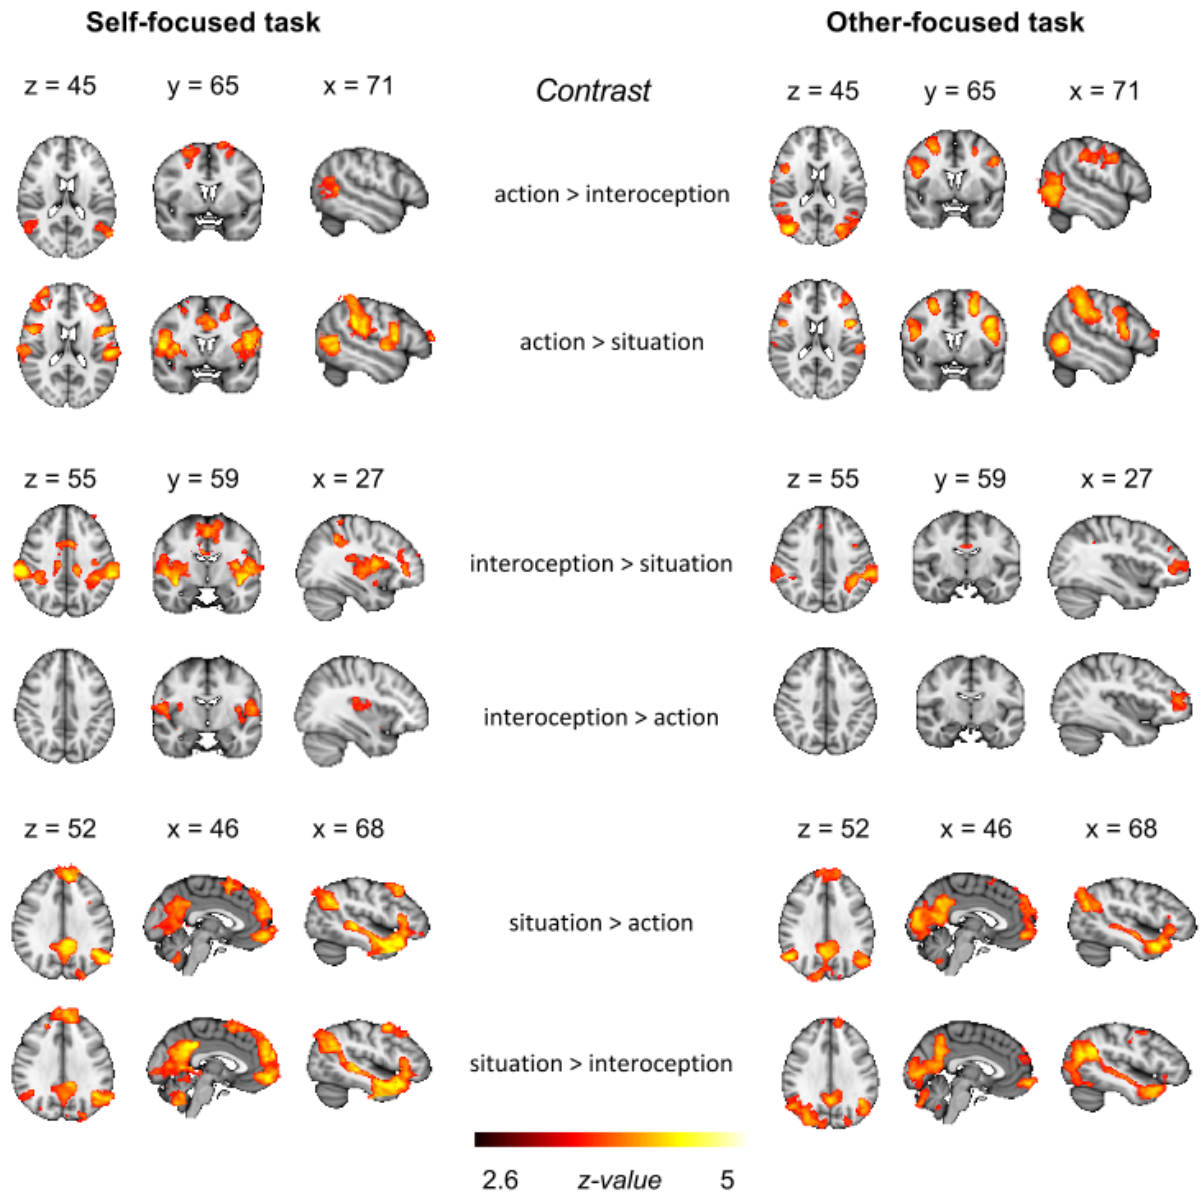 Self-focused task
Other-focused task
z = 45
y = 65
x = 71
Contrast
z = 45
y = 65
x = 71
action > interoception
action > situation
z = 55
y = 59
x = 27
z = 55
y = 59
x = 27
interoception > situation
interoception > action
z = 52
x = 46
x = 68
z = 52
x = 46
x = 68
situation > action
situation > interoception
2.6 z-value 5